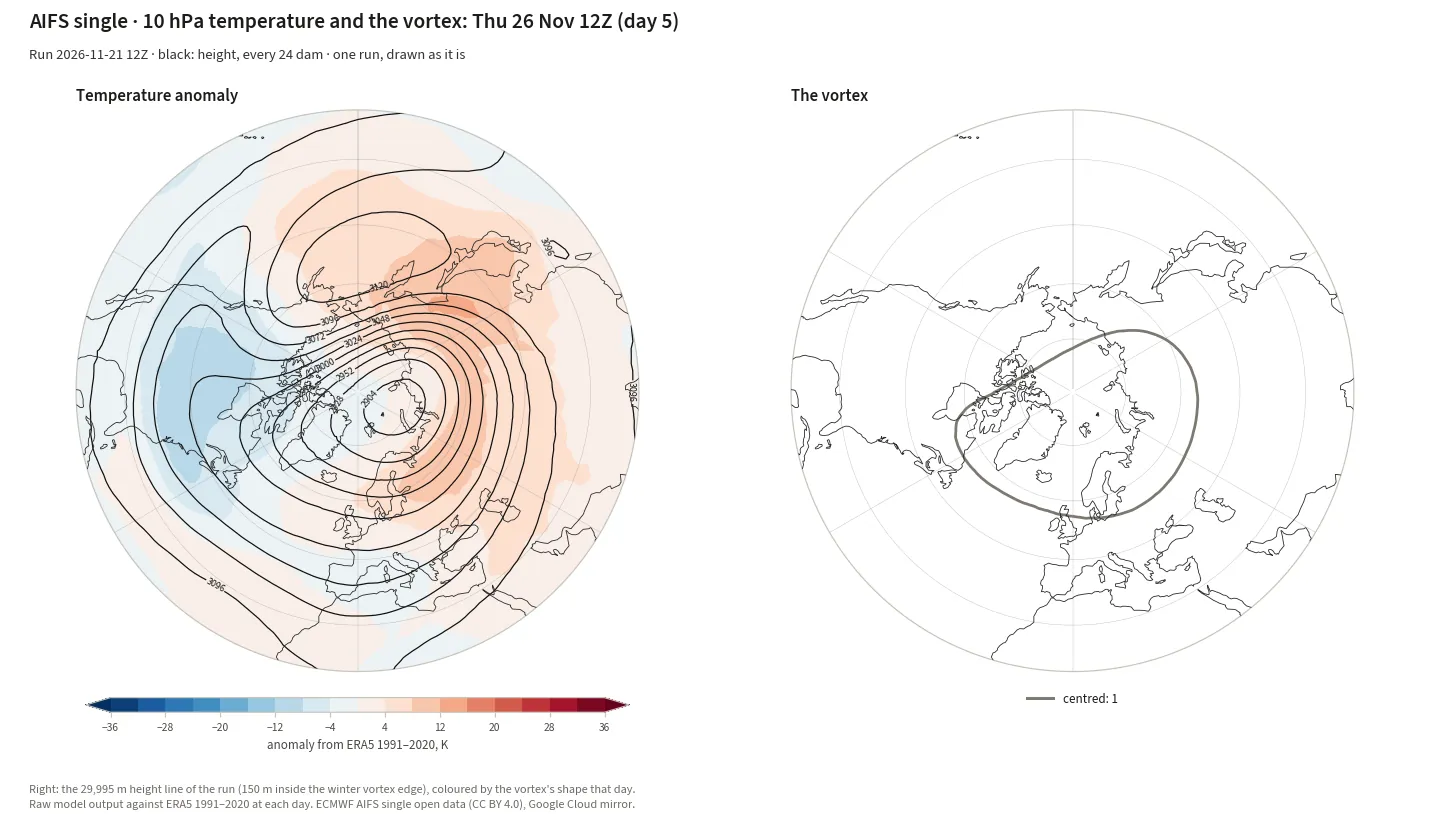 AIFS single · 10 hPa temperature and the vortex: Thu 26 Nov 12Z (day 5)
Run 2026-11-21 12Z · black: height, every 24 dam · one run, drawn as it is
Temperature anomaly
The vortex
3096
3120
3096
3048
3072
3024
3000
2952
2904
3096
3096
−36 −28 −20 −12 −4 4 12 20 28 36
anomaly from ERA5 1991–2020, K
centred: 1
Right: the 29,995 m height line of the run (150 m inside the winter vortex edge), coloured by the vortex's shape that day.
Raw model output against ERA5 1991–2020 at each day. ECMWF AIFS single open data (CC BY 4.0), Google Cloud mirror.